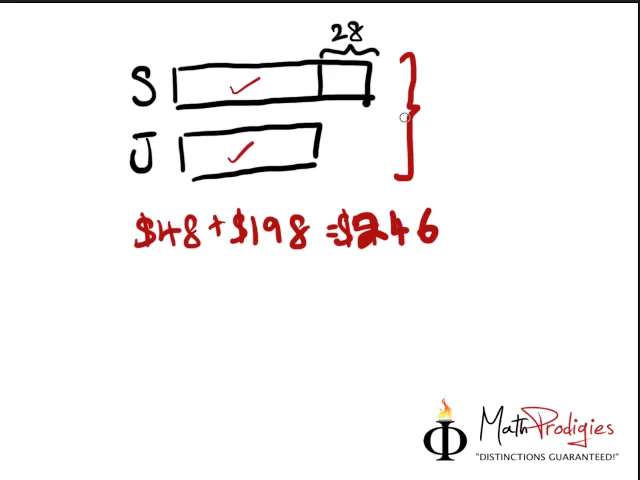 28
S
J
$48 + $198 = $246
Math Prodigies
"DISTINCTIONS GUARANTEED!"